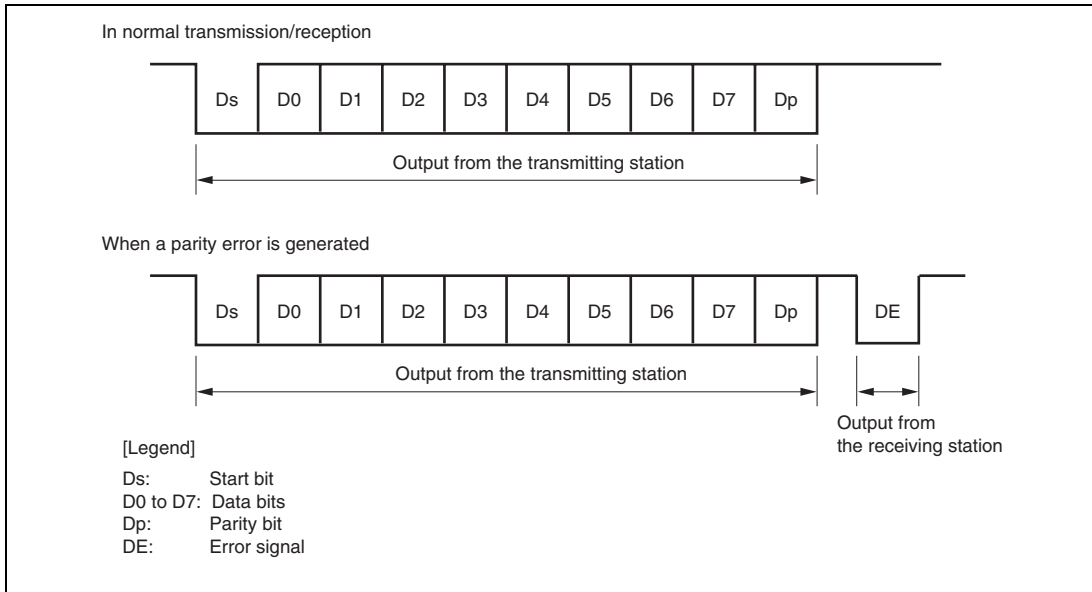 In normal transmission/reception
Ds D0 D1 D2 D3 D4 D5 D6 D7 Dp
Output from the transmitting station
When a parity error is generated
Ds D0 D1 D2 D3 D4 D5 D6 D7 Dp DE
Output from the transmitting station
Output from
the receiving station
[Legend]
Ds: Start bit
D0 to D7: Data bits
Dp: Parity bit
DE: Error signal